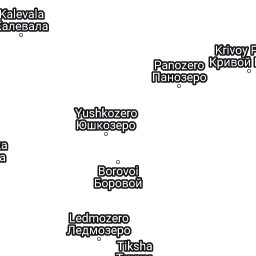 Kalevala
Калевала
Krivoy
Кривой
Panozero
Панозеро
Yushkozero
Юшкозеро
Borovoi
Боровой
Ledmozero
Ледмозеро
Tiksha